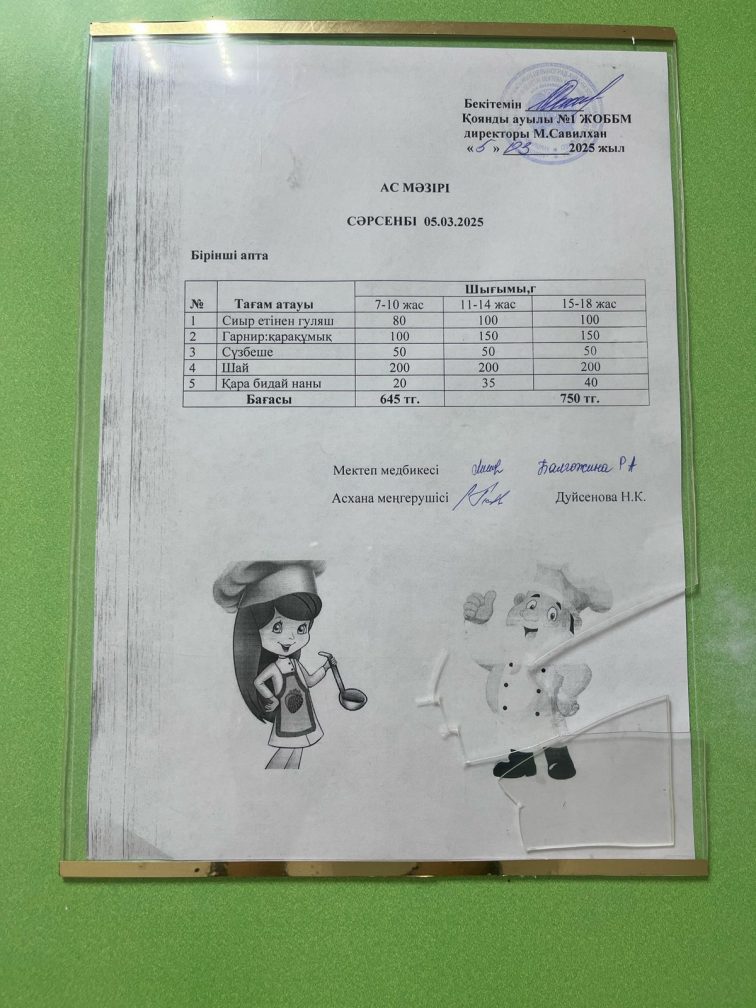 Бекітемін
Қоянды ауылы №1 ЖОББМ
директоры М.Савилхан
« 5 » 03 2025 жыл
АС МӘЗІРІ
СӘРСЕНБІ 05.03.2025
Бірінші апта
№ Тағам атауы Шығымы,г
7-10 жас 11-14 жас 15-18 жас
1 Сиыр етінен гуляш 80 100 100
2 Гарнир:қарақұмық 100 150 150
3 Сүзбеше 50 50 50
4 Шай 200 200 200
5 Қара бидай наны 20 35 40
Бағасы 645 тг. 750 тг.
Мектеп медбикесі Балгожина Р А
Асхана меңгерушісі Дуйсенова Н.К.